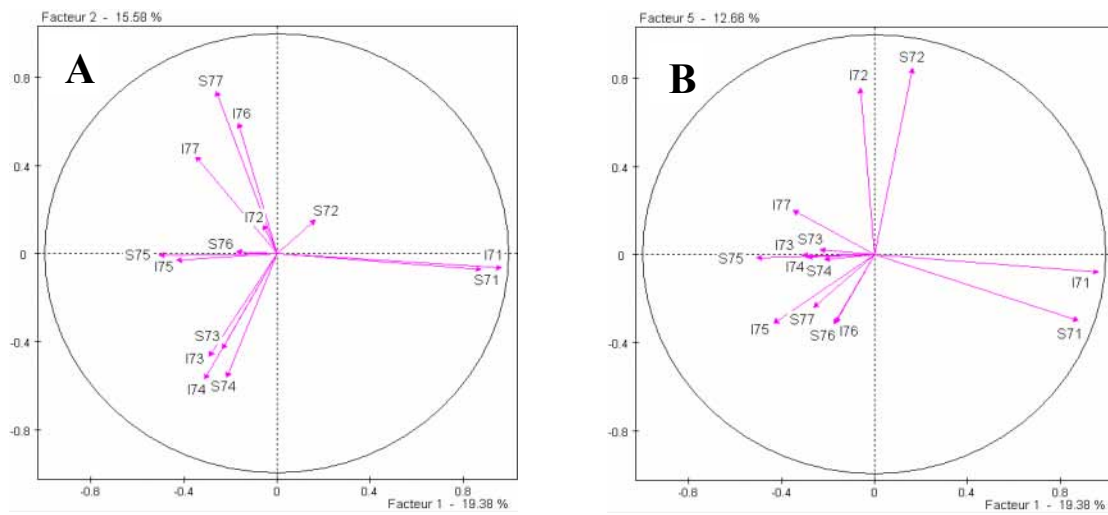 Facteur 2 - 15.58 %
A
0.8
S77
I76
0.4
I77
I72
S72
S76
0
S75
I75
I71
S71
S73
-0.4
I73
I74
S74
-0.8
-0.8
-0.4
0
0.4
0.8
Facteur 1 - 19.38 %
Facteur 5 - 12.66 %
B
S72
0.8
I72
0.4
I77
S73
I73
0
S75
I74
S74
I71
S77
I75
S76
I76
S71
-0.4
-0.8
-0.8
-0.4
0
0.4
0.8
Facteur 1 - 19.38 %